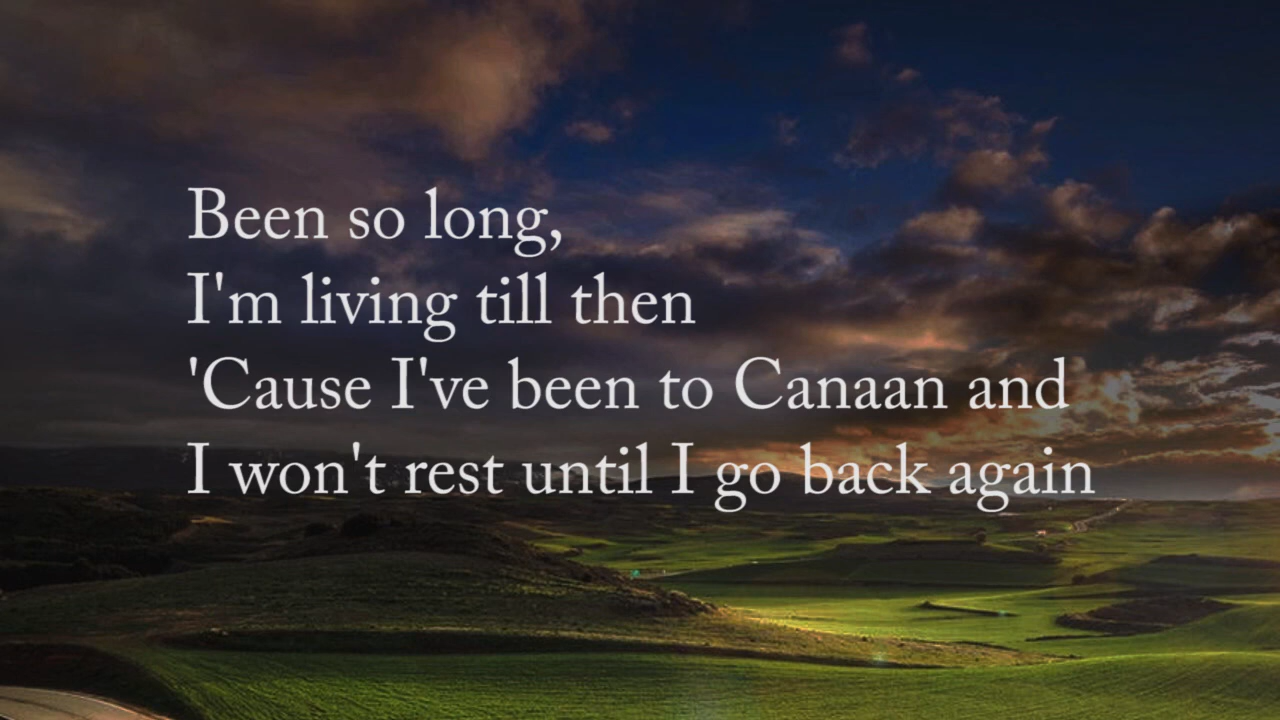 Been so long,
I'm living till then
'Cause I've been to Canaan and
I won't rest until I go back again